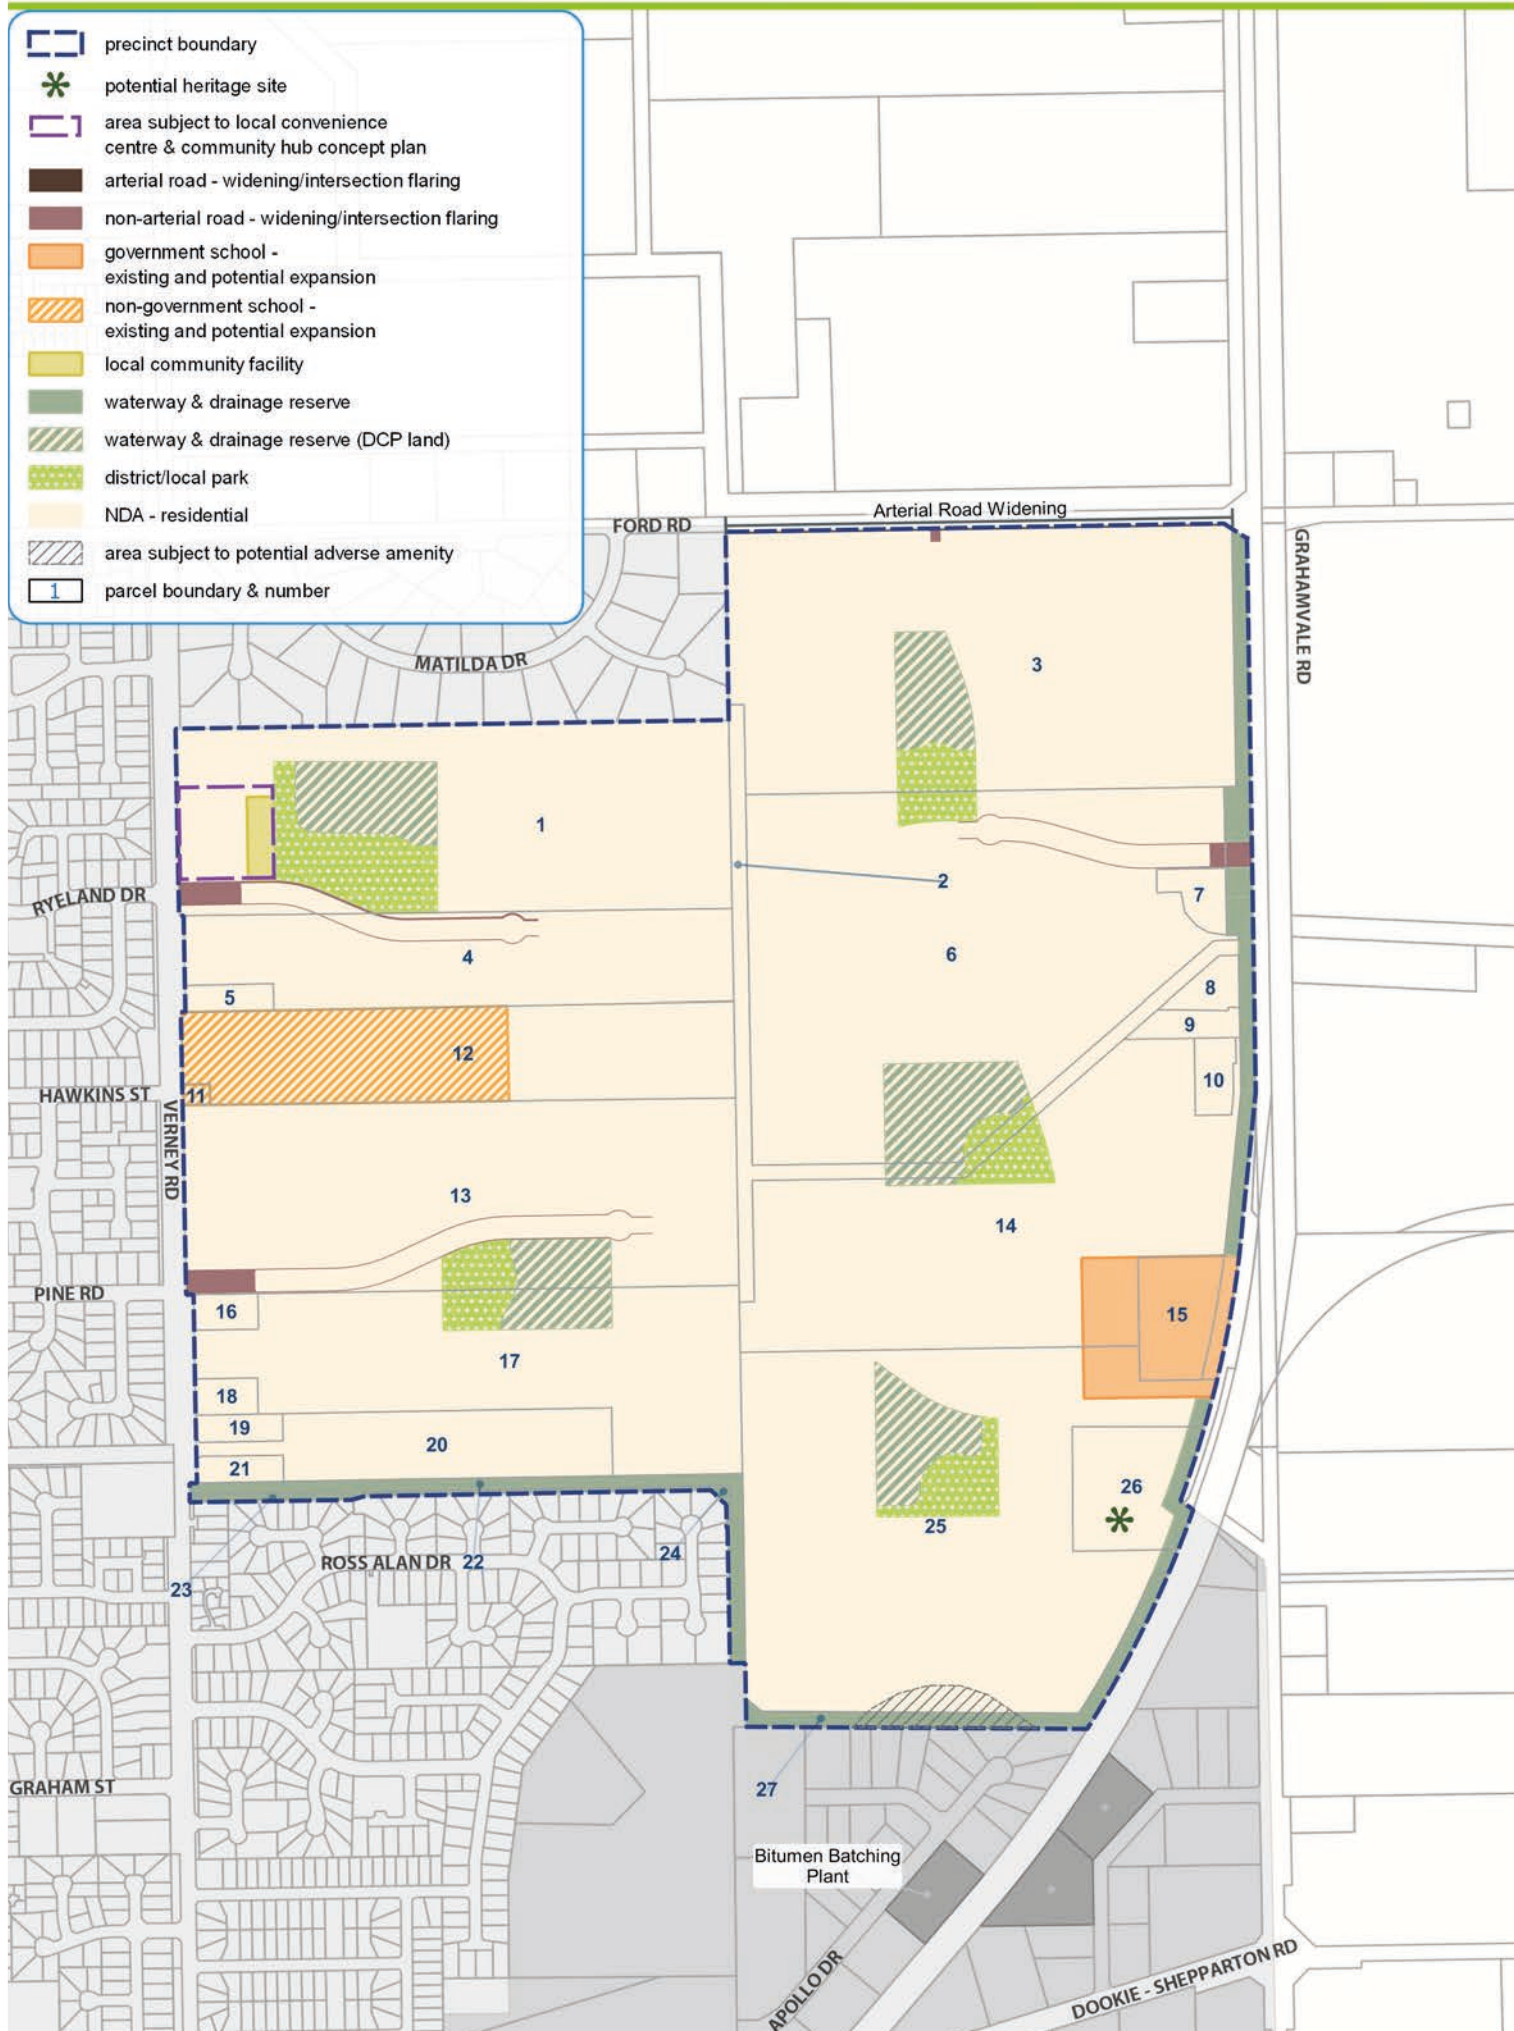 precinct boundary
potential heritage site
area subject to local convenience
centre & community hub concept plan
arterial road - widening/intersection flaring
non-arterial road - widening/intersection flaring
government school -
existing and potential expansion
non-government school -
existing and potential expansion
local community facility
waterway & drainage reserve
waterway & drainage reserve (DCP land)
district/local park
NDA - residential
area subject to potential adverse amenity
1 parcel boundary & number
Arterial Road Widening
FORD RD
GRAHAMVALE RD
MATILDA DR
3
1
2
RYELAND DR
7
4
6
5
8
9
12
10
11
HAWKINS ST
VERNEY RD
13
14
PINE RD
16
15
17
18
19
20
21
26
25
ROSS ALAN DR
22
24
23
GRAHAM ST
27
Bitumen Batching
Plant
APOLLO DR
DOOKIE - SHEPPARTON RD